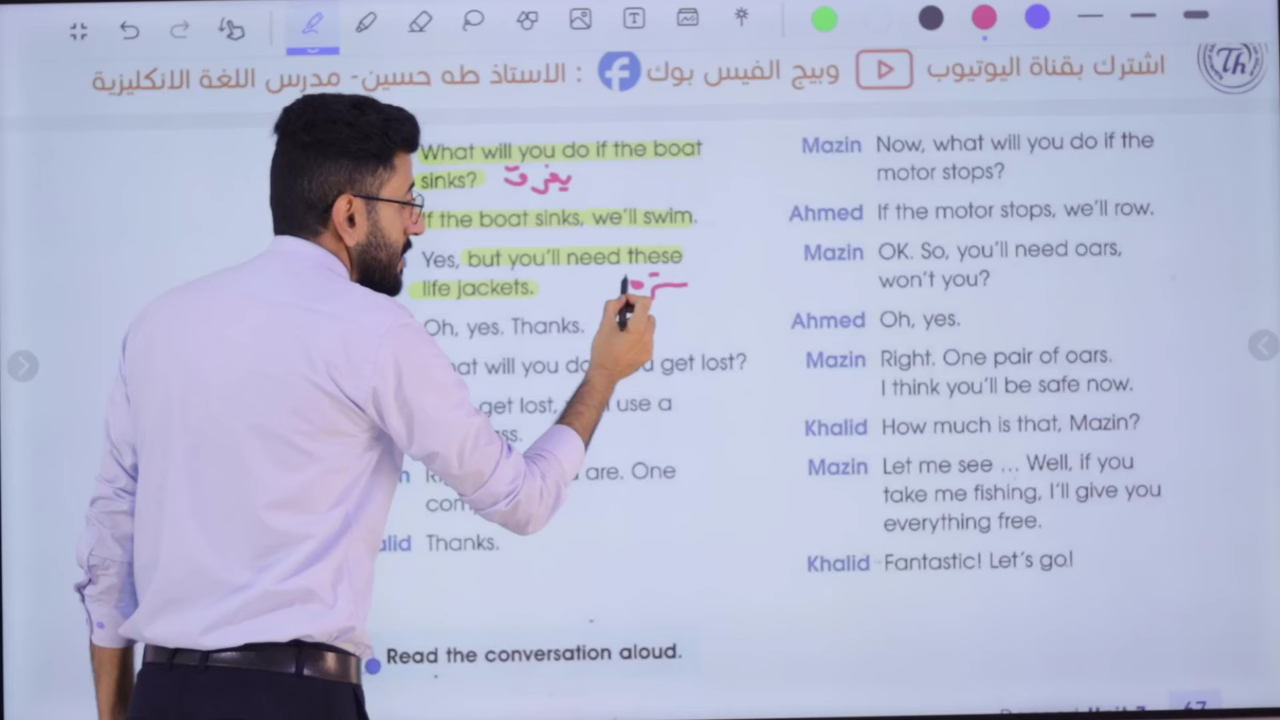 اشترك بقناة اليوتيوب وبيج الفيس بوك : الاستاذ طه حسين- مدرس اللغة الانكليزية
Th
What will you do if the boat
sinks? يغرق
If the boat sinks, we'll swim.
Yes, but you'll need these
life jackets.
Oh, yes. Thanks.
will you do get lost?
get lost, use a
are. One
Thanks.
Mazin Now, what will you do if the
motor stops?
Ahmed If the motor stops, we'll row.
Mazin OK. So, you'll need oars,
won't you?
Ahmed Oh, yes.
Mazin Right. One pair of oars.
I think you'll be safe now.
Khalid How much is that, Mazin?
Mazin Let me see ... Well, if you
take me fishing, I'll give you
everything free.
Khalid Fantastic! Let's go!
Read the conversation aloud.
67